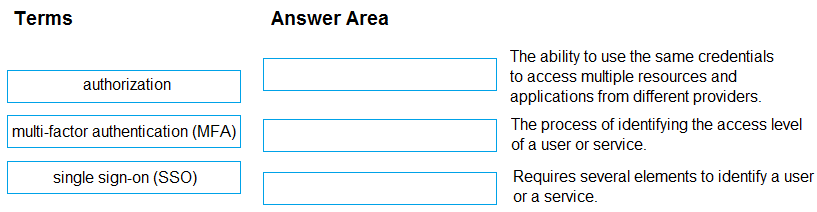 Terms
Answer Area
authorization
multi-factor authentication (MFA)
single sign-on (SSO)
The ability to use the same credentials
to access multiple resources and
applications from different providers.
The process of identifying the access level
of a user or service.
Requires several elements to identify a user
or a service.